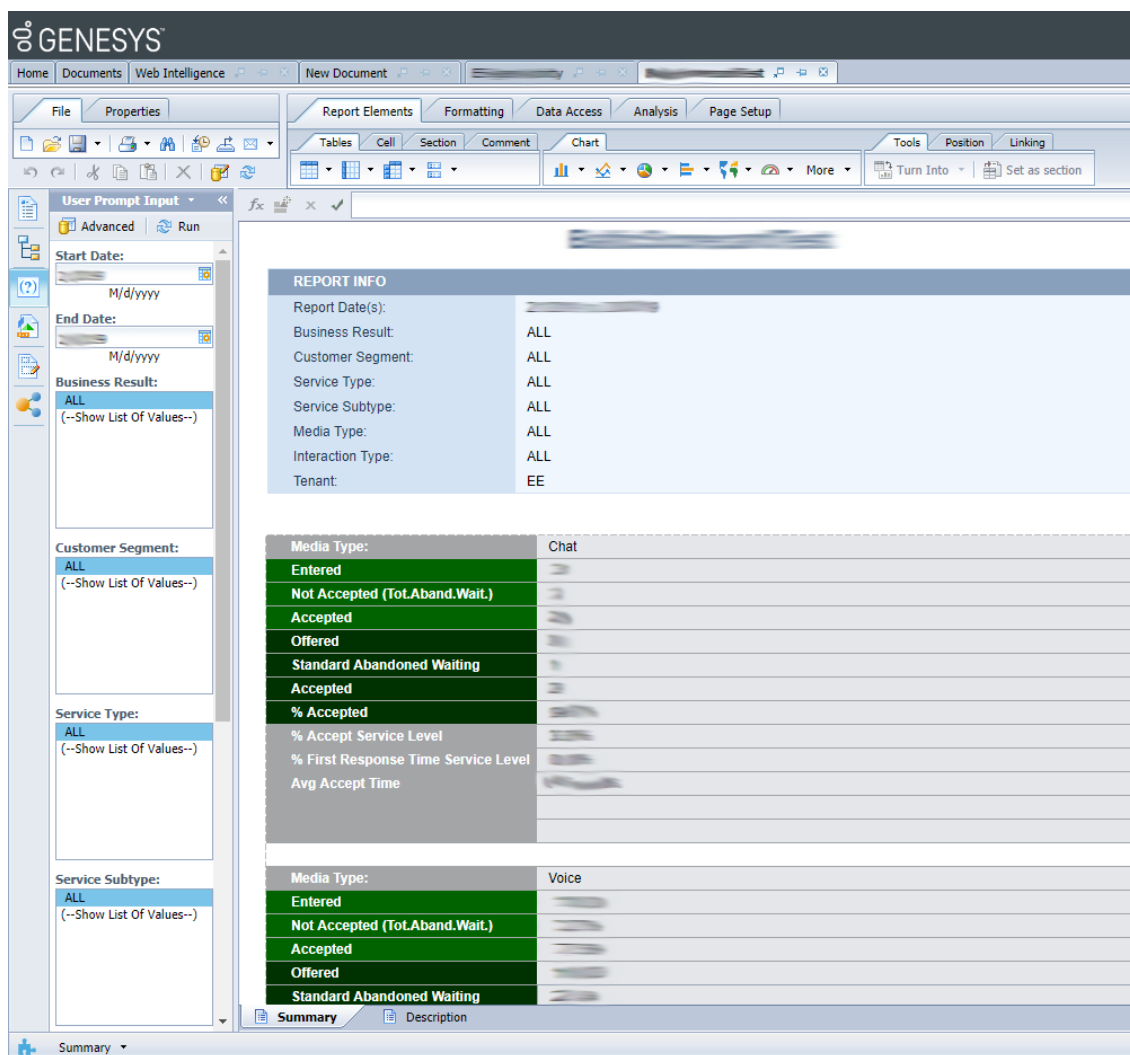 GENESYS™
Home Documents Web Intelligence New Document
File Properties
Report Elements Formatting Data Access Analysis Page Setup
Tables Cell Section Comment Chart Tools Position Linking
More Turn Into Set as section
User Prompt Input
Advanced Run
Start Date:
M/d/yyyy
End Date:
M/d/yyyy
Business Result:
ALL
(--Show List Of Values--)
Customer Segment:
ALL
(--Show List Of Values--)
Service Type:
ALL
(--Show List Of Values--)
Service Subtype:
ALL
(--Show List Of Values--)
fx
REPORT INFO
Report Date(s):
Business Result: ALL
Customer Segment: ALL
Service Type: ALL
Service Subtype: ALL
Media Type: ALL
Interaction Type: ALL
Tenant: EE
Media Type: Chat
Entered
Not Accepted (Tot.Aband.Wait.)
Accepted
Offered
Standard Abandoned Waiting
Accepted
% Accepted
% Accept Service Level
% First Response Time Service Level
Avg Accept Time
Media Type: Voice
Entered
Not Accepted (Tot.Aband.Wait.)
Accepted
Offered
Standard Abandoned Waiting
Summary Description
Summary